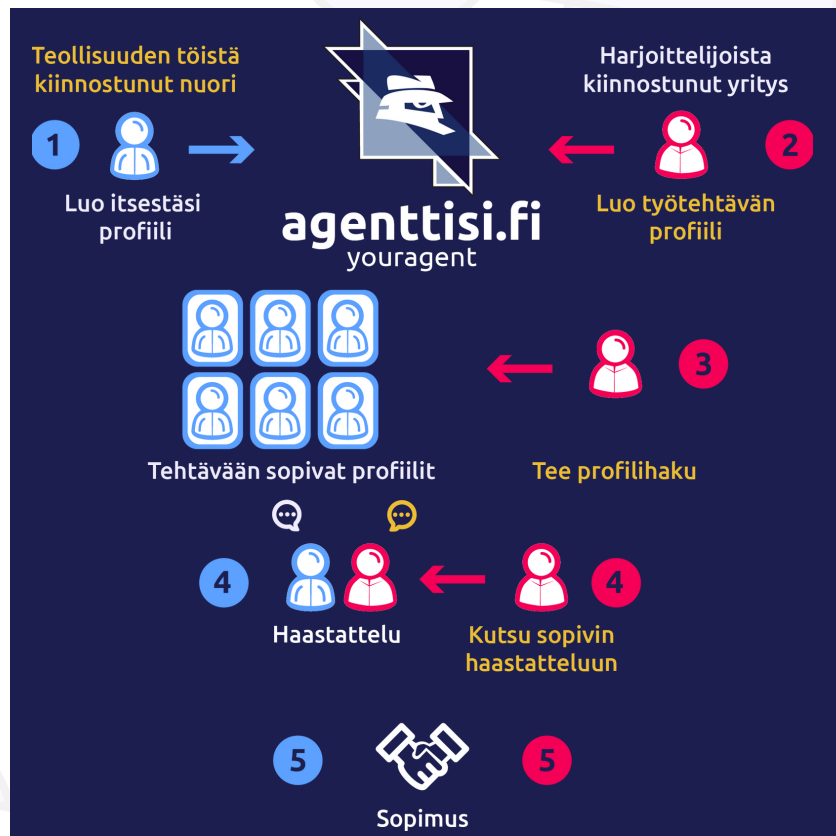 Teollisuuden töistä
kiinnostunut nuori
Harjoittelijoista
kiinnostunut yritys
1
2
Luo itsestäsi
profiili
Luo työtehtävän
profiili
agenttisi.fi
youragent
3
Tehtävään sopivat profiilit
Tee profilihaku
4
4
Haastattelu
Kutsu sopivin
haastatteluun
5
5
Sopimus